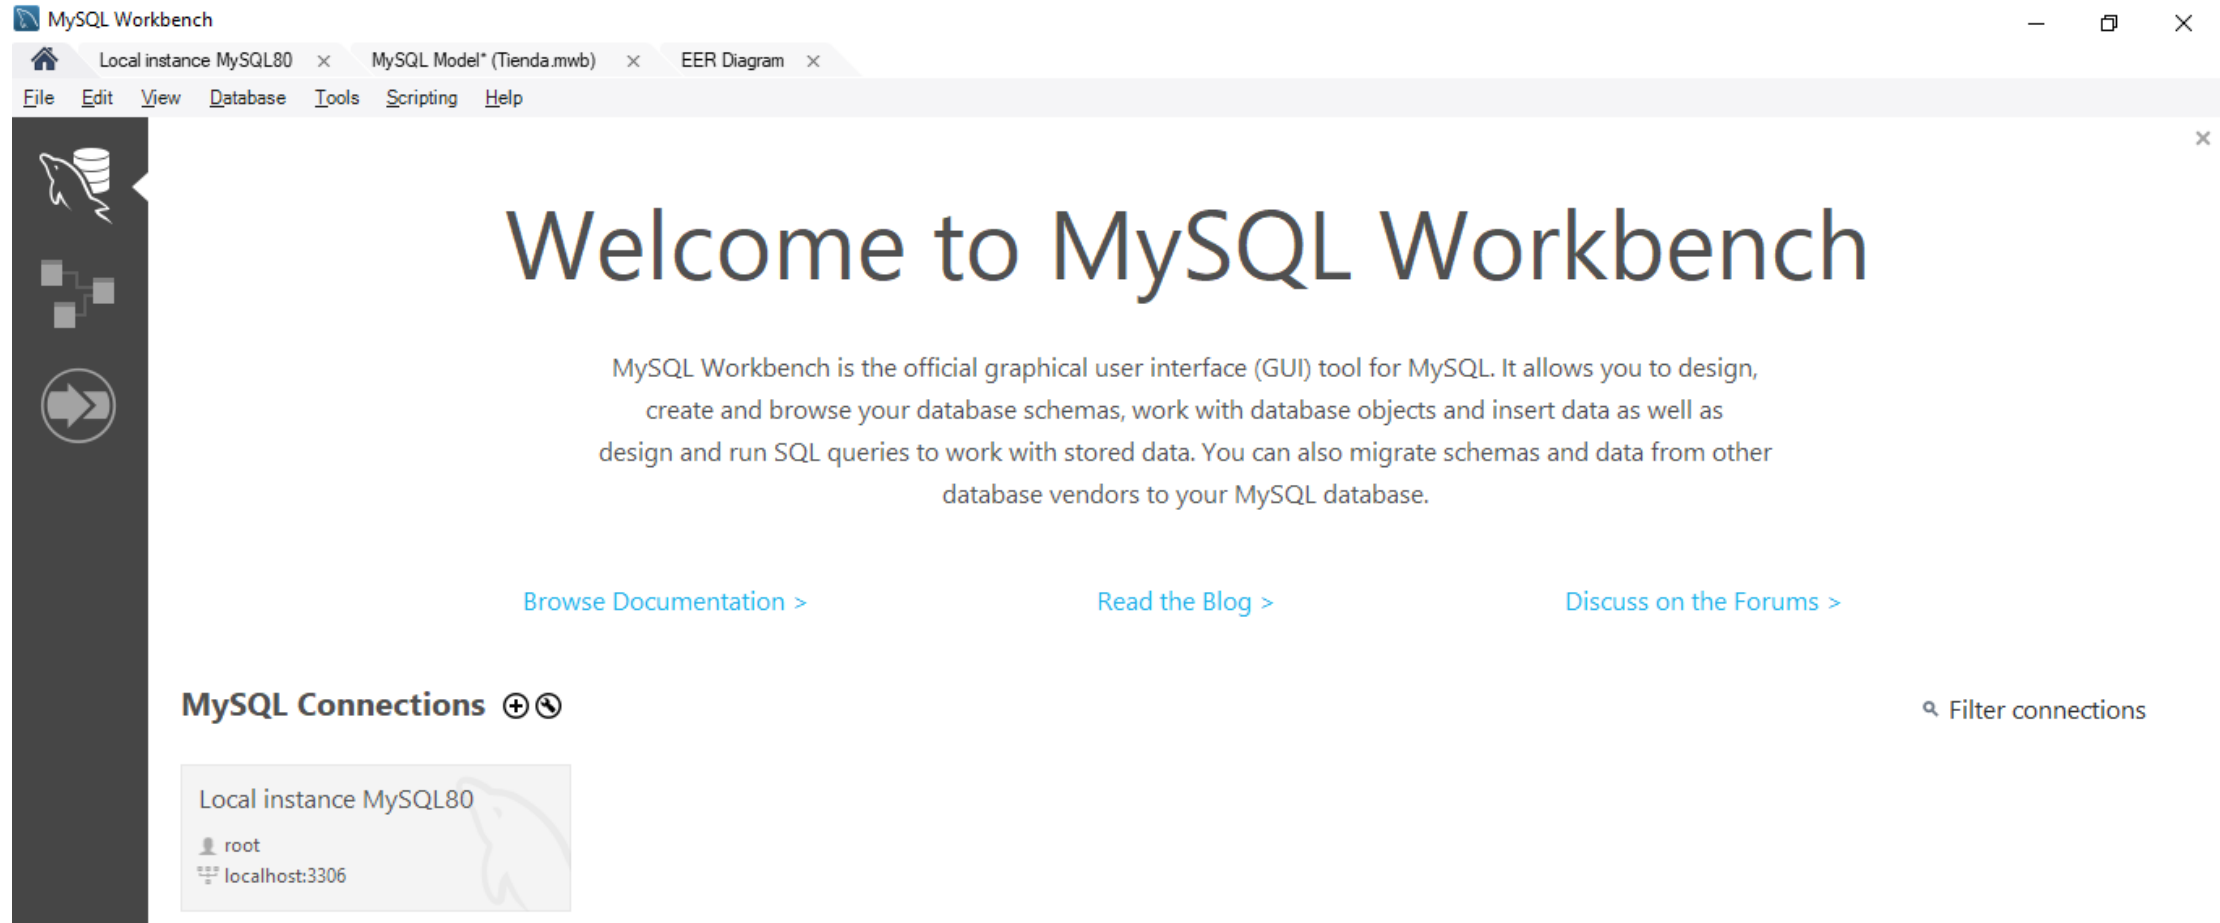 MySQL Workbench
Local instance MySQL80 × MySQL Model* (Tienda.mwb) × EER Diagram ×
File Edit View Database Tools Scripting Help
Welcome to MySQL Workbench
MySQL Workbench is the official graphical user interface (GUI) tool for MySQL. It allows you to design,
create and browse your database schemas, work with database objects and insert data as well as
design and run SQL queries to work with stored data. You can also migrate schemas and data from other
database vendors to your MySQL database.
Browse Documentation > Read the Blog > Discuss on the Forums >
MySQL Connections Filter connections
Local instance MySQL80
root
localhost:3306